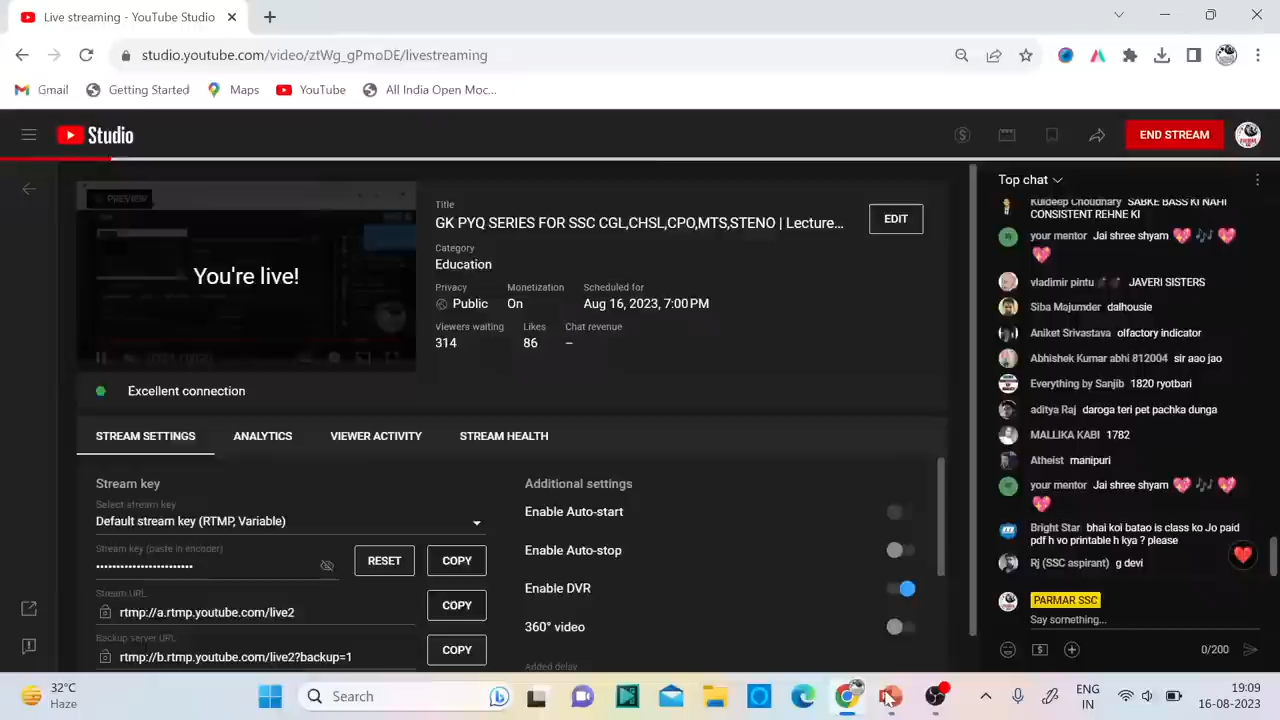 Live streaming - YouTube Studio
studio.youtube.com/video/ztWg_gPmoDE/livestreaming
Gmail
Getting Started
Maps
YouTube
All India Open Moc...
Studio
END STREAM
PREVIEW
You're live!
Title
GK PYQ SERIES FOR SSC CGL,CHSL,CPO,MTS,STENO | Lecture...
EDIT
Category
Education
Privacy Monetization Scheduled for
Public On Aug 16, 2023, 7:00 PM
Viewers waiting Likes Chat revenue
314 86 –
Excellent connection
STREAM SETTINGS ANALYTICS VIEWER ACTIVITY STREAM HEALTH
Stream key
Select stream key
Default stream key (RTMP, Variable)
Stream key (paste in encoder)
••••••••••••••••••••••••
RESET COPY
Stream URL
rtmp://a.rtmp.youtube.com/live2
COPY
Backup server URL
rtmp://b.rtmp.youtube.com/live2?backup=1
COPY
Additional settings
Enable Auto-start
Enable Auto-stop
Enable DVR
360° video
Added delay
Top chat
Kuldeep Choudhary SABKE BASS KI NAHI
CONSISTENT REHNE KI
your mentor Jai shree shyam 💖 🎶 💖
💖
vladimir pintu JAVERI SISTERS
Siba Majumder dalhousie
Aniket Srivastava olfactory indicator
Abhishek Kumar abhi 812004 sir aao jao
Everything by Sanjib 1820 ryotbari
aditya Raj daroga teri pet pachka dunga
MALLIKA KABI 1782
Atheist manipuri
your mentor Jai shree shyam 💖 🎶 💖
💖
Bright Star bhai koi batao is class ko Jo paid
pdf h vo printable h kya ? please
Rj (SSC aspirant) g devi
PARMAR SSC
Say something...
0/200
32°C
Haze
Search
ENG
IN
19:09
16-08-2023